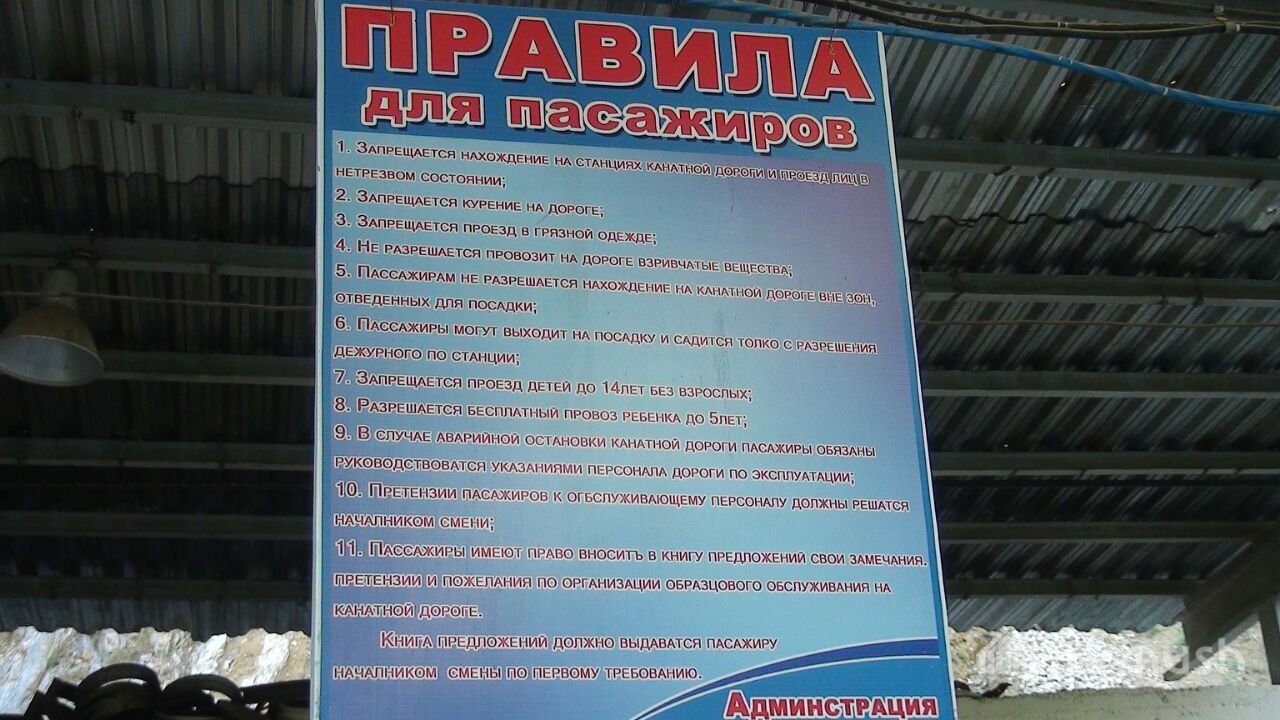 ПРАВИЛА
для пасажиров
1. Запрещается нахождение на станциях канатной дороги и проезд лиц в
нетрезвом состоянии;
2. Запрещается курение на дороге;
3. Запрещается проезд в грязной одежде;
4. Не разрешается провозит на дороге взривчатые вещества;
5. Пассажирам не разрешается нахождение на канатной дороге вне зон,
отведенных для посадки;
6. Пассажиры могут выходит на посадку и садится толко с разрешения
дежурного по станции;
7. Запрещается проезд детей до 14лет без взрослых;
8. Разрешается бесплатный провоз ребенка до 5лет;
9. В случае аварийной остановки канатной дороги пасажиры обязаны
руководствоватся указаниями персонала дороги по эксплуатации;
10. Претензии пасажиров к огбслуживающему персоналу должны решатся
началником смени;
11. Пассажиры имеют право вноситъ в книгу предложений свои замечания.
претензии и пожелания по организации образцового обслуживания на
канатной дороге.
Книга предложений должно выдаватся пасажиру
началником смены по первому требованию.
Админстрация